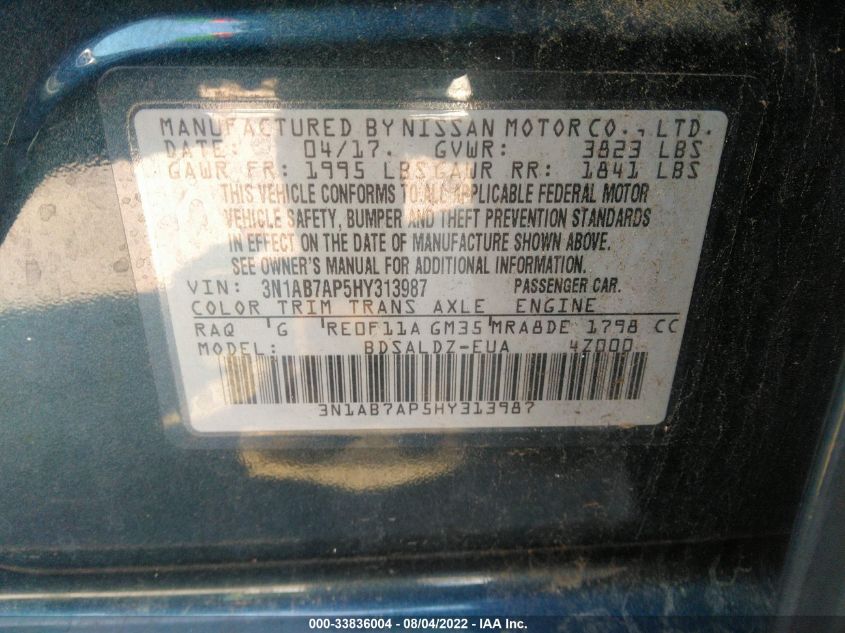 MANUFACTURED BY NISSAN MOTOR CO., LTD.
DATE: 04/17. GVWR: 3823 LBS
GAWR FR: 1995 LBS GAWR RR: 1841 LBS
THIS VEHICLE CONFORMS TO ALL APPLICABLE FEDERAL MOTOR
VEHICLE SAFETY, BUMPER AND THEFT PREVENTION STANDARDS
IN EFFECT ON THE DATE OF MANUFACTURE SHOWN ABOVE.
SEE OWNER'S MANUAL FOR ADDITIONAL INFORMATION.
VIN: 3N1AB7AP5HY313987 PASSENGER CAR.
COLOR TRIM TRANS AXLE ENGINE
RAQ G RE0F11A GM35 MRA8DE 1798 CC
MODEL: BDSALDZ-EUA 4Z000
3N1AB7AP5HY313987
000-33836004 - 08/04/2022 - IAA Inc.